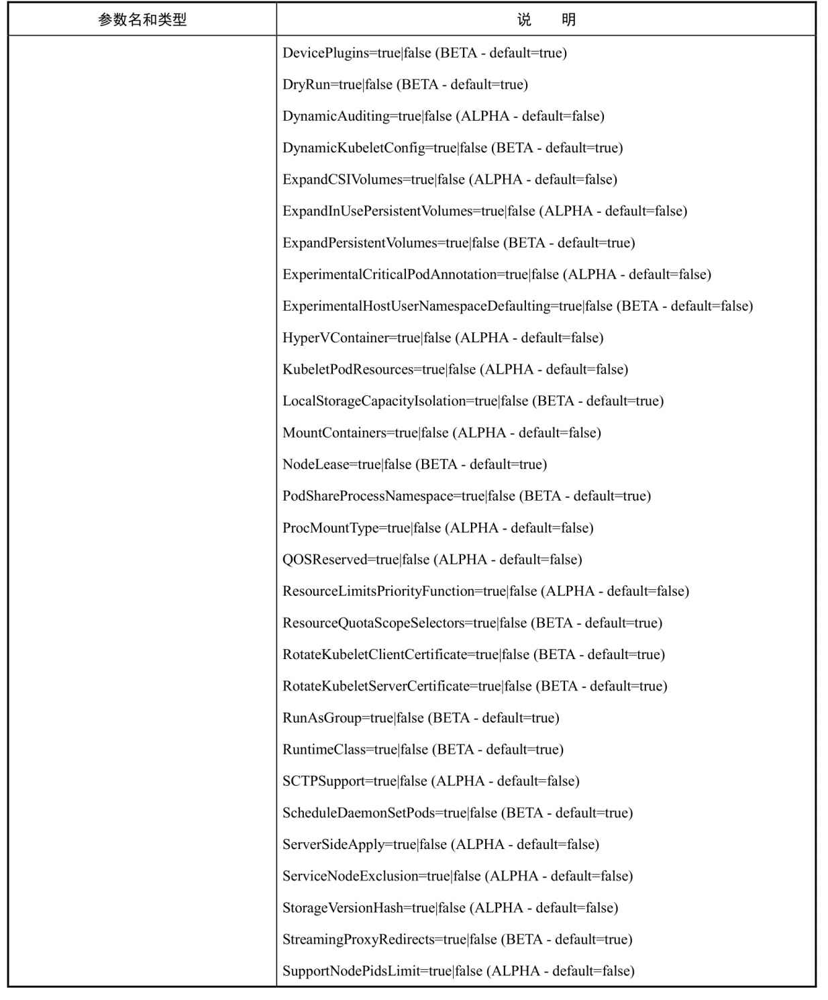 参数名和类型 说 明
DevicePlugins=true|false (BETA - default=true)
DryRun=true|false (BETA - default=true)
DynamicAuditing=true|false (ALPHA - default=false)
DynamicKubeletConfig=true|false (BETA - default=true)
ExpandCSIVolumes=true|false (ALPHA - default=false)
ExpandInUsePersistentVolumes=true|false (ALPHA - default=false)
ExpandPersistentVolumes=true|false (BETA - default=true)
ExperimentalCriticalPodAnnotation=true|false (ALPHA - default=false)
ExperimentalHostUserNamespaceDefaulting=true|false (BETA - default=false)
HyperVContainer=true|false (ALPHA - default=false)
KubeletPodResources=true|false (ALPHA - default=false)
LocalStorageCapacityIsolation=true|false (BETA - default=true)
MountContainers=true|false (ALPHA - default=false)
NodeLease=true|false (BETA - default=true)
PodShareProcessNamespace=true|false (BETA - default=true)
ProcMountType=true|false (ALPHA - default=false)
QOSReserved=true|false (ALPHA - default=false)
ResourceLimitsPriorityFunction=true|false (ALPHA - default=false)
ResourceQuotaScopeSelectors=true|false (BETA - default=true)
RotateKubeletClientCertificate=true|false (BETA - default=true)
RotateKubeletServerCertificate=true|false (BETA - default=true)
RunAsGroup=true|false (BETA - default=true)
RuntimeClass=true|false (BETA - default=true)
SCTPSupport=true|false (ALPHA - default=false)
ScheduleDaemonSetPods=true|false (BETA - default=true)
ServerSideApply=true|false (ALPHA - default=false)
ServiceNodeExclusion=true|false (ALPHA - default=false)
StorageVersionHash=true|false (ALPHA - default=false)
StreamingProxyRedirects=true|false (BETA - default=true)
SupportNodePidsLimit=true|false (ALPHA - default=false)